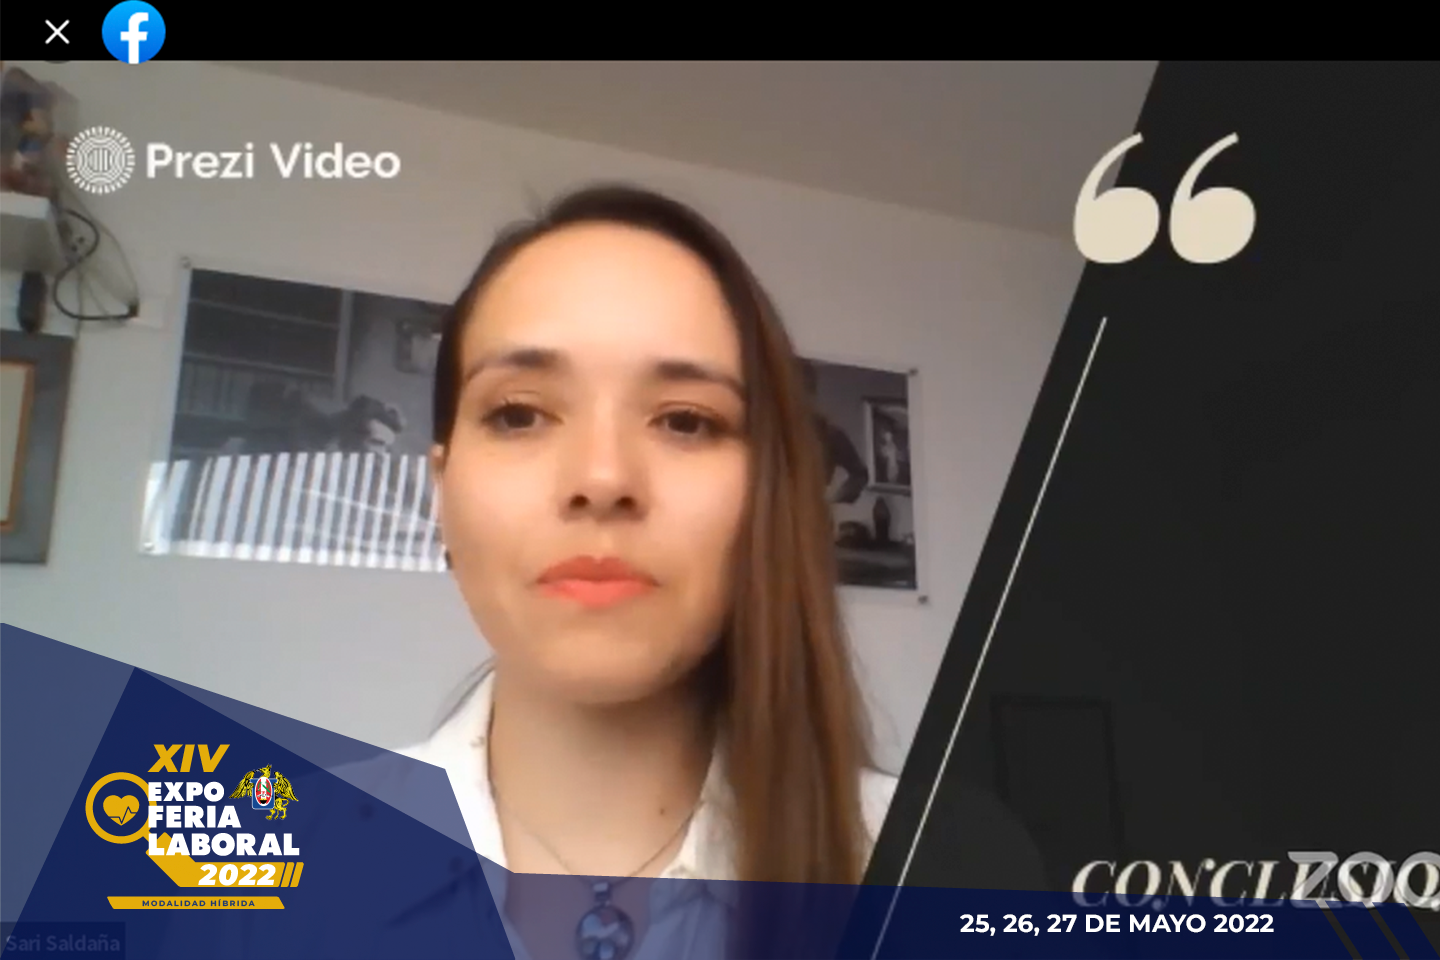 Prezi Video
“
XIV
EXPO
FERIA
LABORAL
2022
MODALIDAD HÍBRIDA
Sari Saldaña
25, 26, 27 DE MAYO 2022